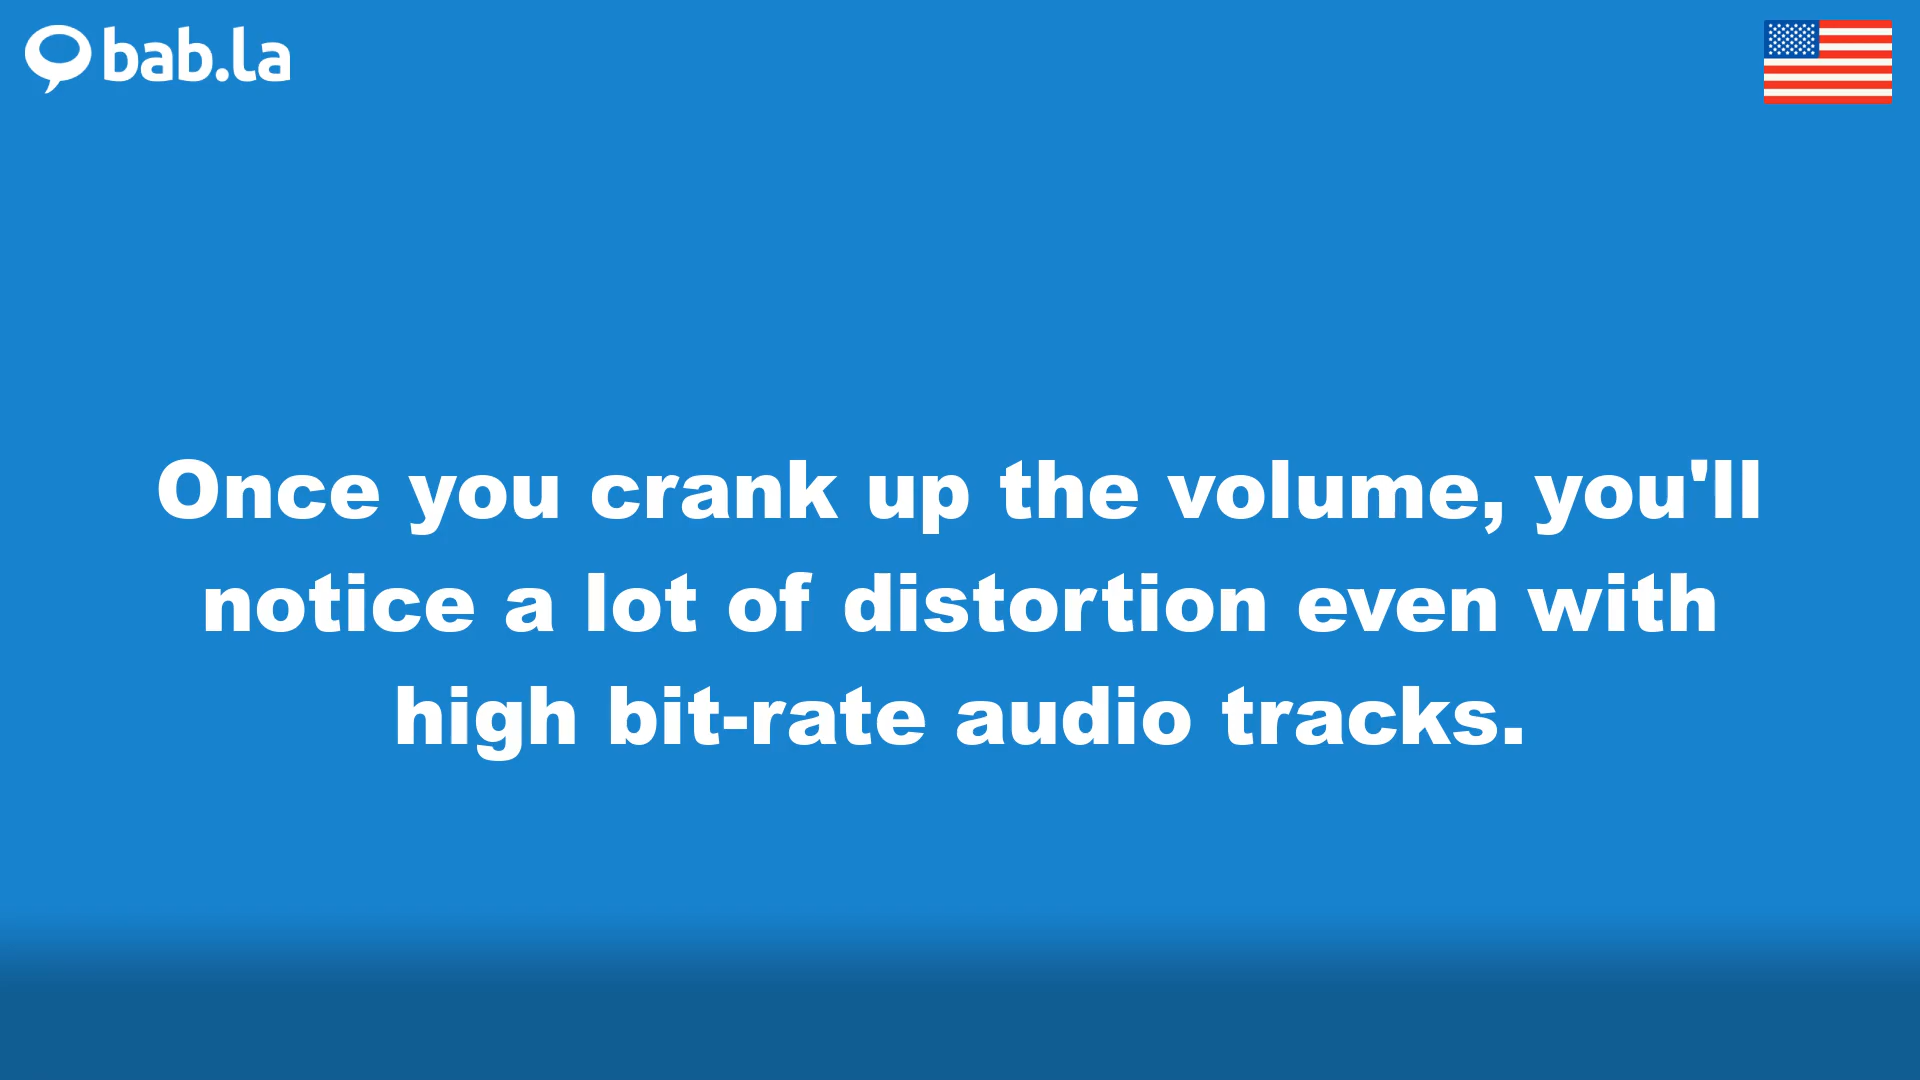 bab.la
Once you crank up the volume, you'll
notice a lot of distortion even with
high bit-rate audio tracks.